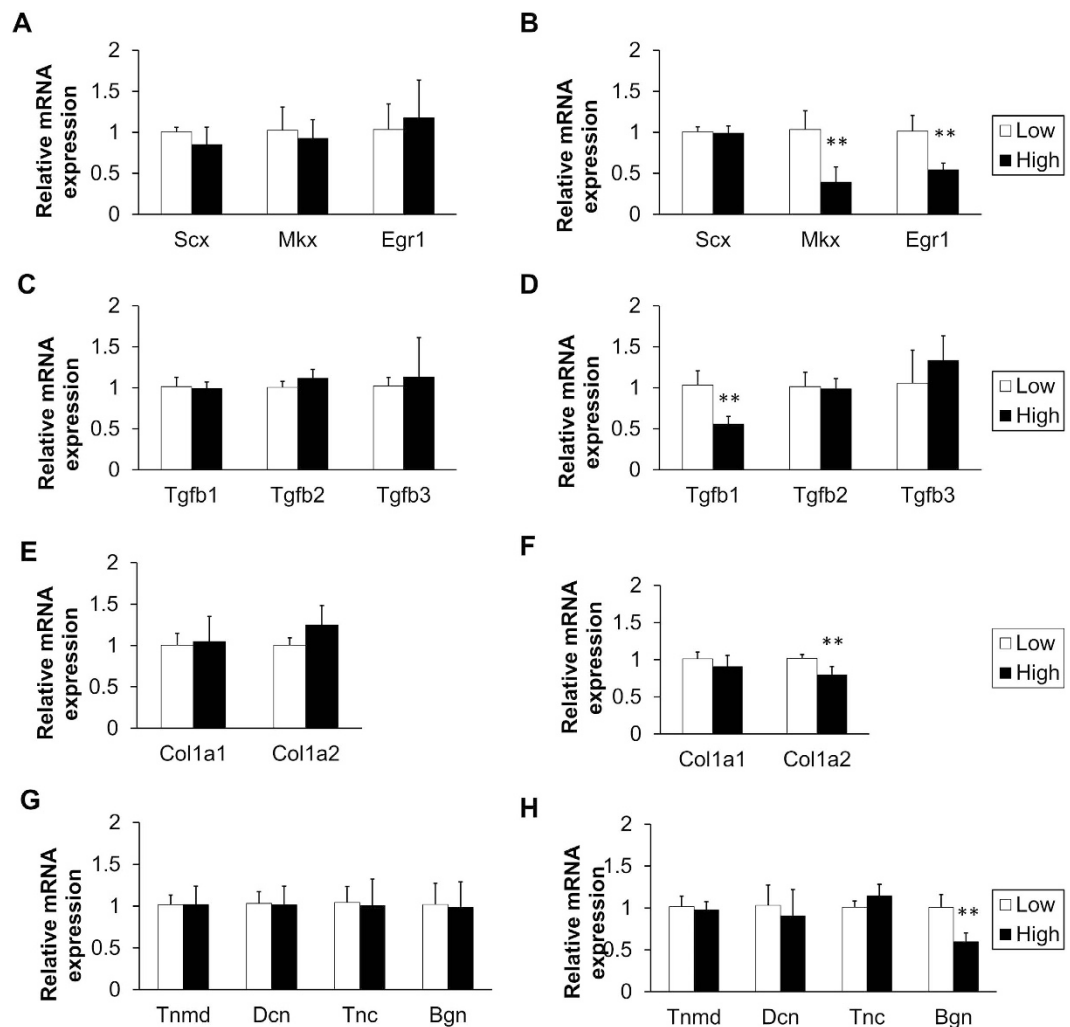 A
Relative mRNA
expression
2
1.5
1
0.5
0
Scx Mkx Egr1
B
Relative mRNA
expression
2
1.5
1
0.5
0
** **
Scx Mkx Egr1
Low
High
C
Relative mRNA
expression
2
1.5
1
0.5
0
Tgfb1 Tgfb2 Tgfb3
D
Relative mRNA
expression
2
1.5
1
0.5
0
**
Tgfb1 Tgfb2 Tgfb3
Low
High
E
Relative mRNA
expression
2
1.5
1
0.5
0
Col1a1 Col1a2
F
Relative mRNA
expression
2
1.5
1
0.5
0
**
Col1a1 Col1a2
Low
High
G
Relative mRNA
expression
2
1.5
1
0.5
0
Tnmd Dcn Tnc Bgn
H
Relative mRNA
expression
2
1.5
1
0.5
0
**
Tnmd Dcn Tnc Bgn
Low
High